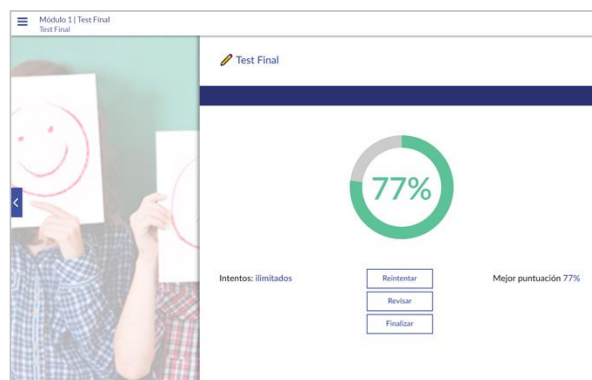 Módulo 1 | Test Final
Test Final
Test Final
77%
Intentos: ilimitados
Reintentar
Mejor puntuación 77%
Revisar
Finalizar